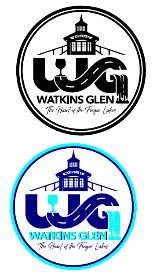 WG
WATKINS GLEN
The Heart of the Finger Lakes
WG
WATKINS GLEN
The Heart of the Finger Lakes